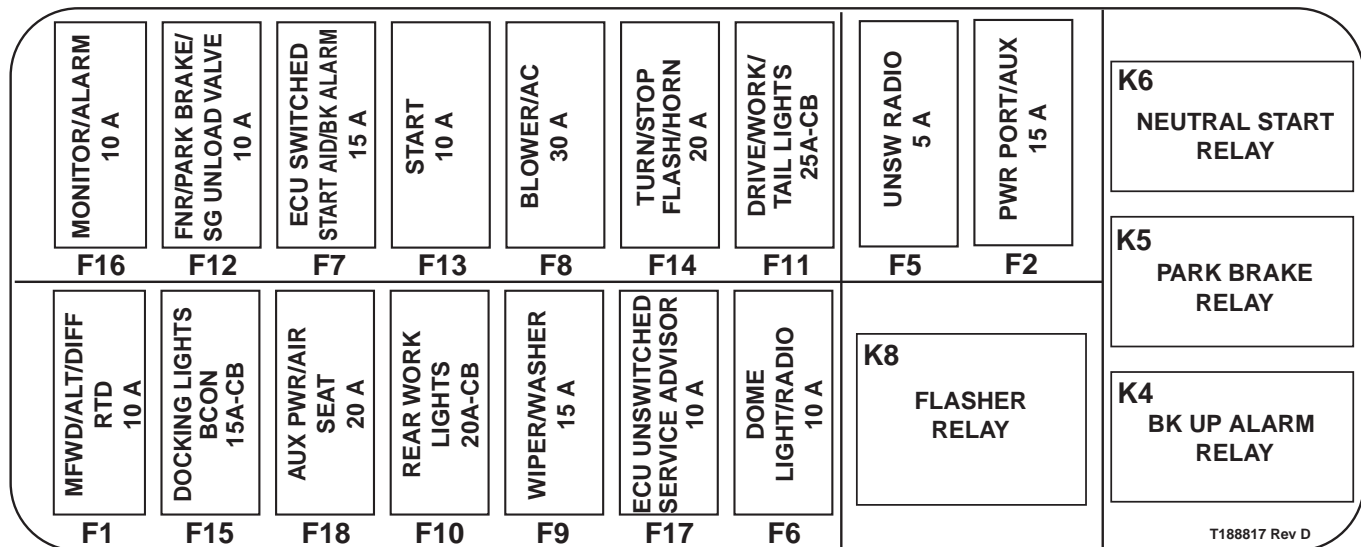 MONITOR/ALARM
10 A
F16
FNR/PARK BRAKE/
SG UNLOAD VALVE
10 A
F12
ECU SWITCHED
START AID/BK ALARM
15 A
F7
START
10 A
F13
BLOWER/AC
30 A
F8
TURN/STOP
FLASH/HORN
20 A
F14
DRIVE/WORK/
TAIL LIGHTS
25A-CB
F11
UNSW RADIO
5 A
F5
PWR PORT/AUX
15 A
F2
K6
NEUTRAL START
RELAY
K5
PARK BRAKE
RELAY
MFWD/ALT/DIFF
RTD
10 A
F1
DOCKING LIGHTS
BCON
15A-CB
F15
AUX PWR/AIR
SEAT
20 A
F18
REAR WORK
LIGHTS
20A-CB
F10
WIPER/WASHER
15 A
F9
ECU UNSWITCHED
SERVICE ADVISOR
10 A
F17
DOME
LIGHT/RADIO
10 A
F6
K8
FLASHER
RELAY
K4
BK UP ALARM
RELAY
T188817 Rev D